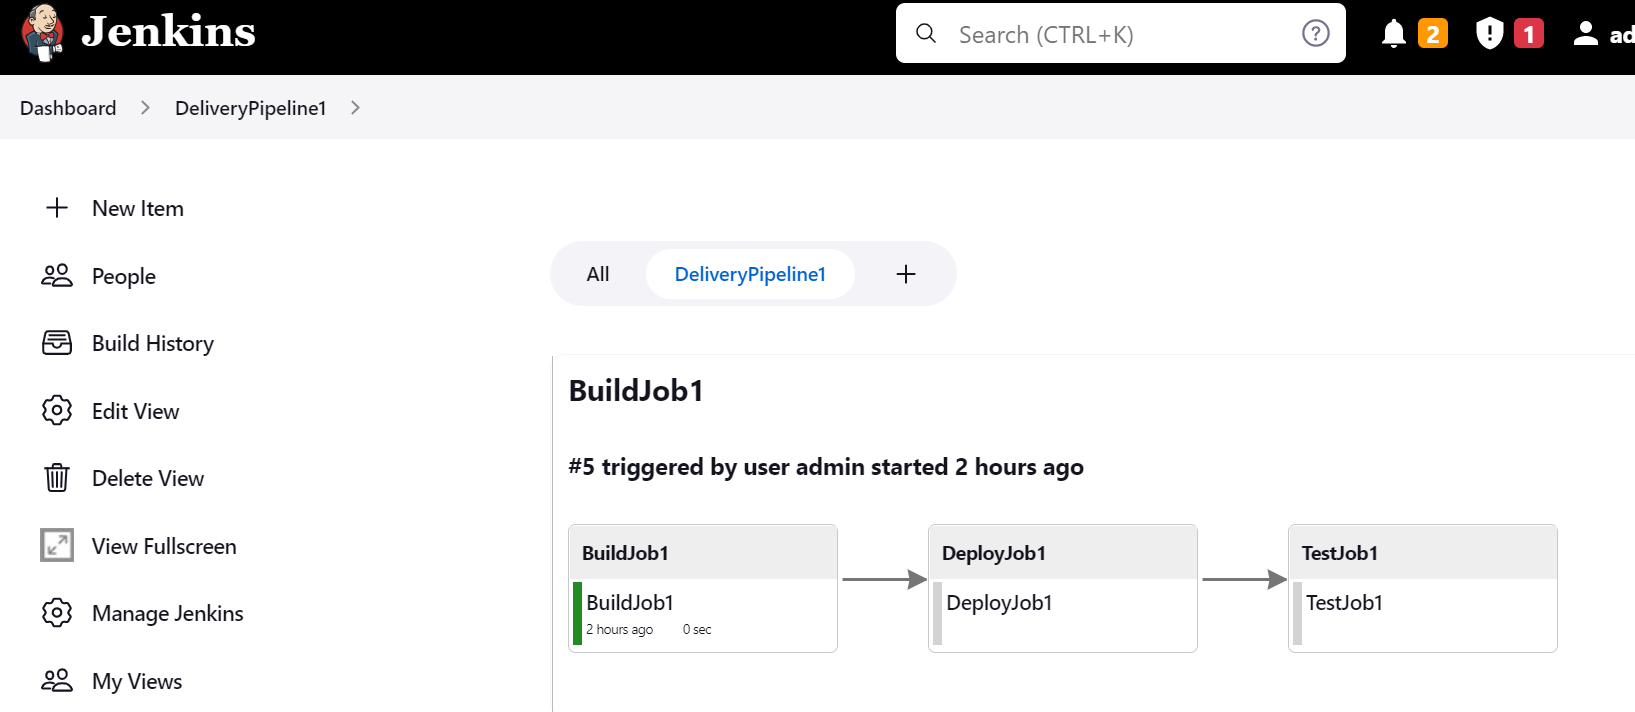 Jenkins
Search (CTRL+K)
?
2
1
ad
Dashboard
DeliveryPipeline1
New Item
People
Build History
Edit View
Delete View
View Fullscreen
Manage Jenkins
My Views
All
DeliveryPipeline1
+
BuildJob1
#5 triggered by user admin started 2 hours ago
BuildJob1
BuildJob1
2 hours ago 0 sec
DeployJob1
DeployJob1
TestJob1
TestJob1